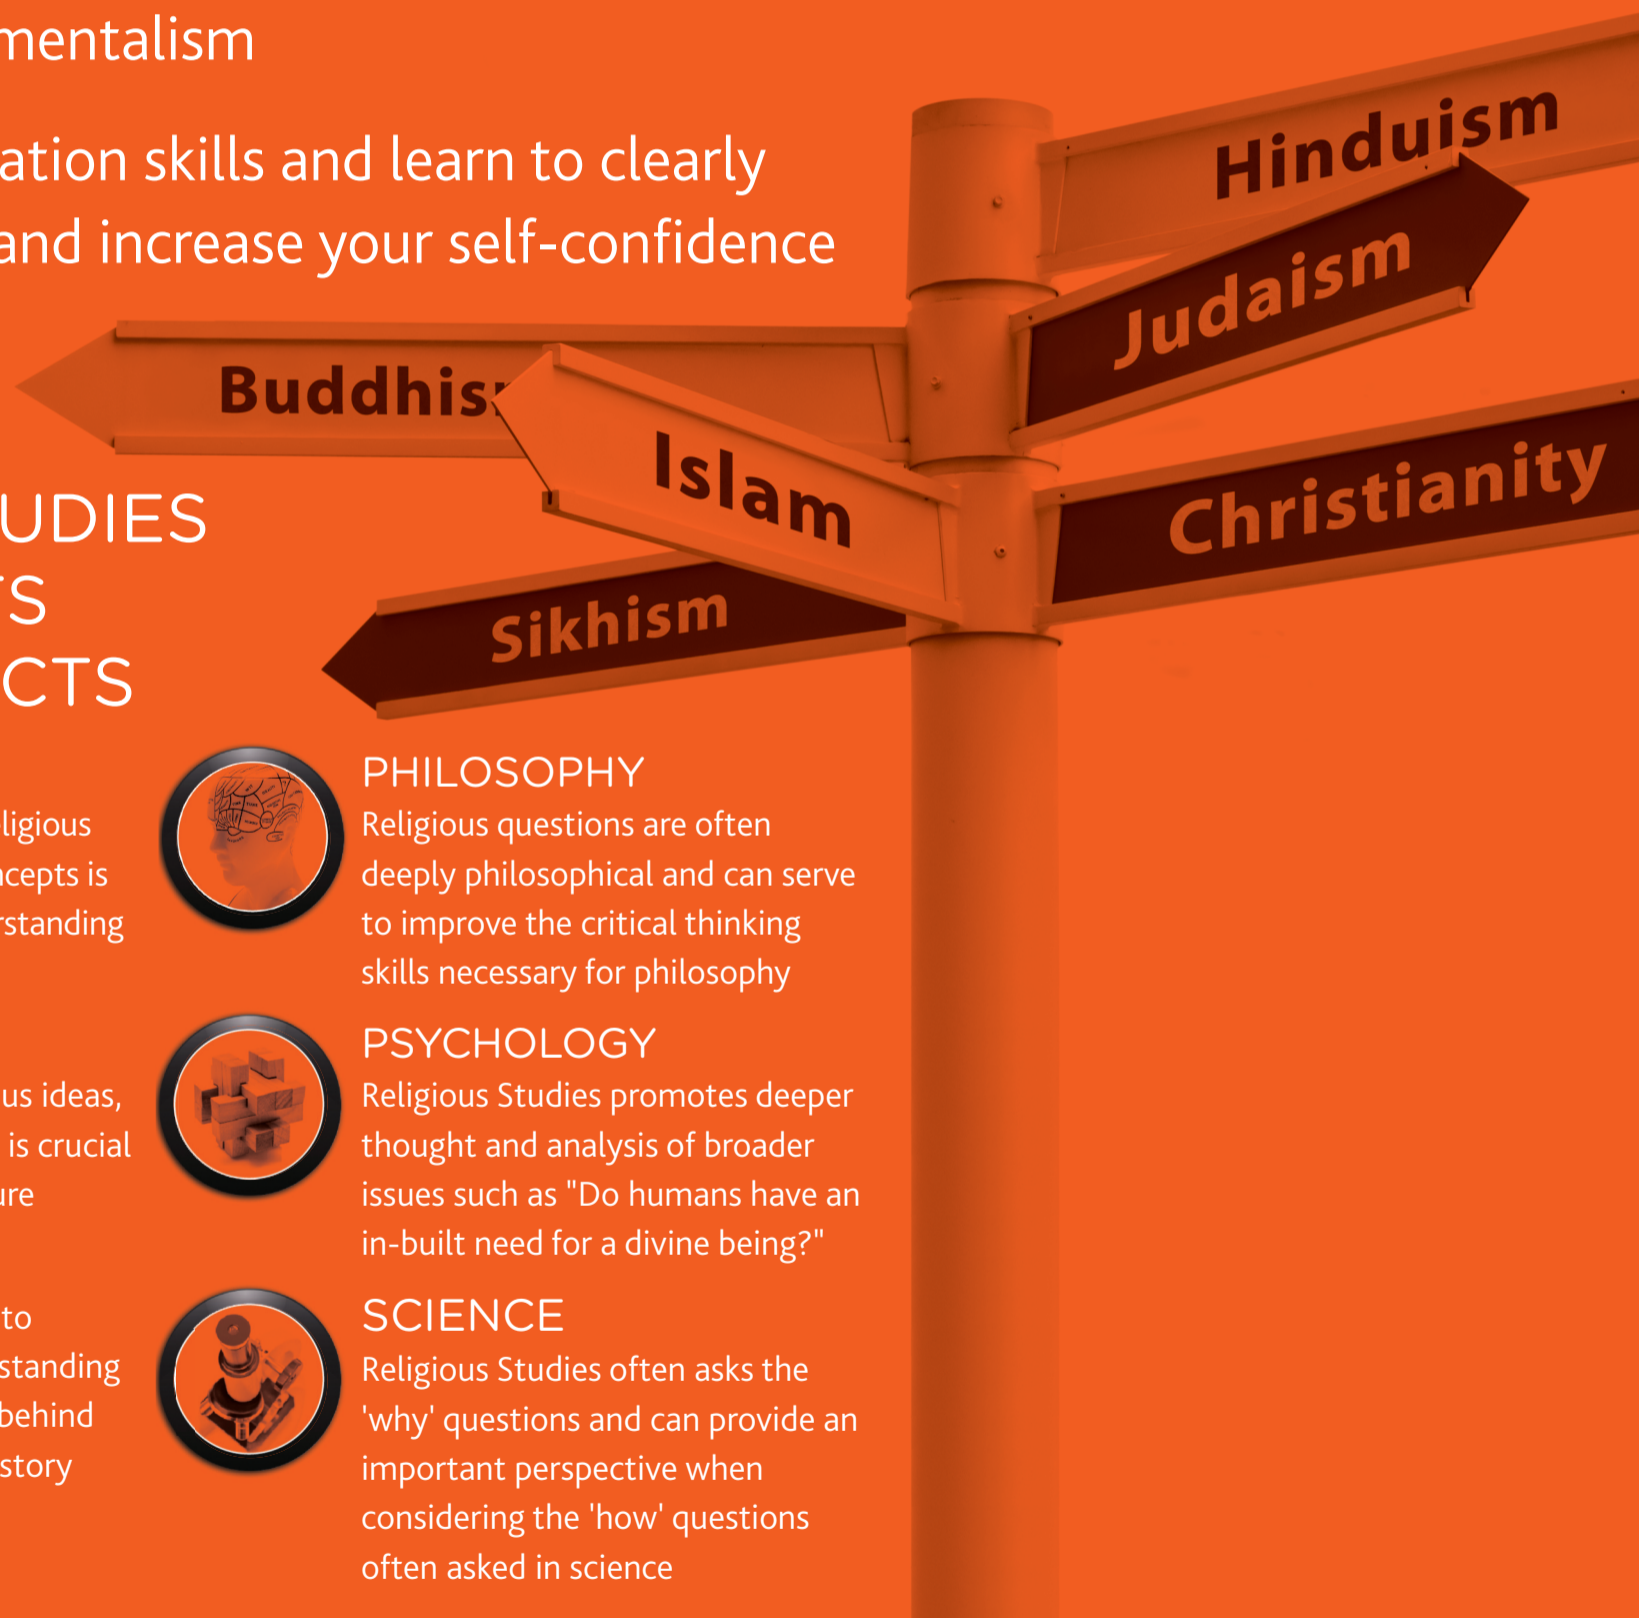 mentalism
ation skills and learn to clearly
and increase your self-confidence
Hinduism
Judaism
Buddhis
Islam
Christianity
Sikhism
UDIES
TS
CTS
ligious
cepts is
rstanding
us ideas,
is crucial
ure
to
standing
behind
story
PHILOSOPHY
Religious questions are often
deeply philosophical and can serve
to improve the critical thinking
skills necessary for philosophy
PSYCHOLOGY
Religious Studies promotes deeper
thought and analysis of broader
issues such as "Do humans have an
in-built need for a divine being?"
SCIENCE
Religious Studies often asks the
'why' questions and can provide an
important perspective when
considering the 'how' questions
often asked in science